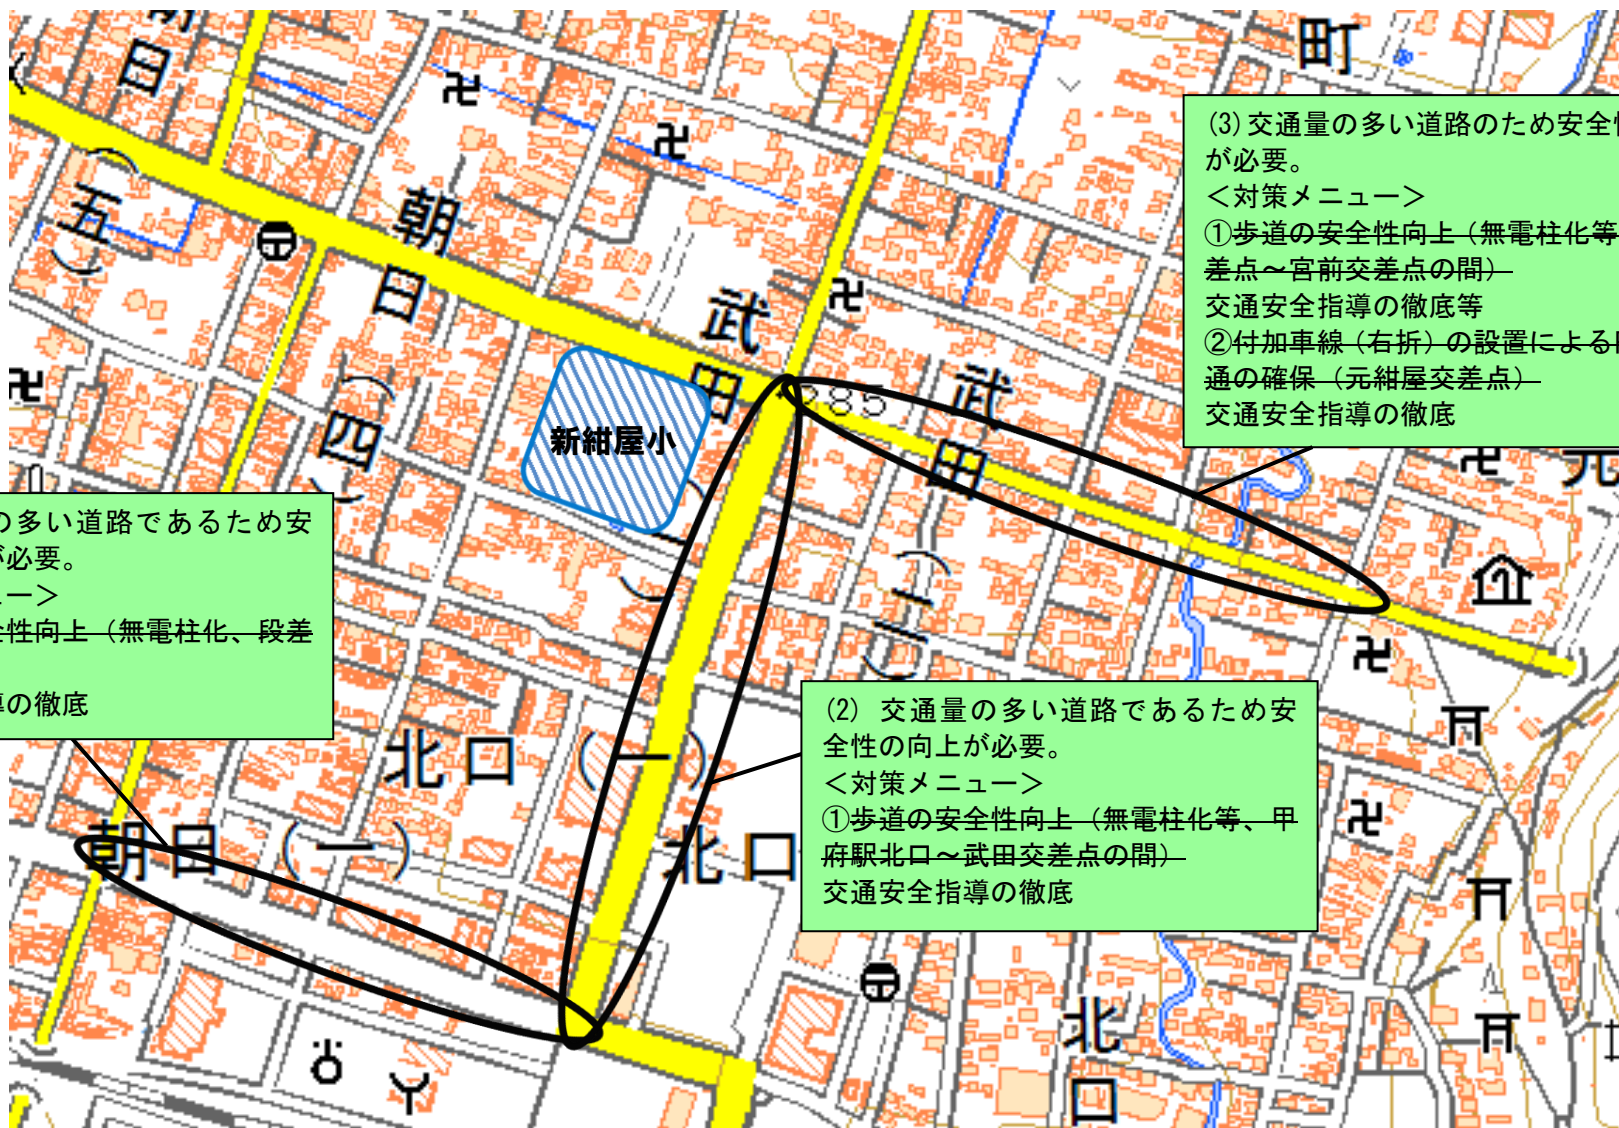 町
朝
日
(五)
朝
日
(四)
武
田
武
田
(二)
285
新紺屋小
元
(3)交通量の多い道路のため安全
が必要。
＜対策メニュー＞
①歩道の安全性向上（無電柱化等
差点～宮前交差点の間）
交通安全指導の徹底等
②付加車線（右折）の設置による
通の確保（元紺屋交差点）
交通安全指導の徹底
の多い道路であるため安
が必要。
ュー＞
全性向上（無電柱化、段差
導の徹底
(2) 交通量の多い道路であるため安
全性の向上が必要。
＜対策メニュー＞
①歩道の安全性向上（無電柱化等、甲
府駅北口～武田交差点の間）
交通安全指導の徹底
北口（一）
朝日（一）
北口
北
口